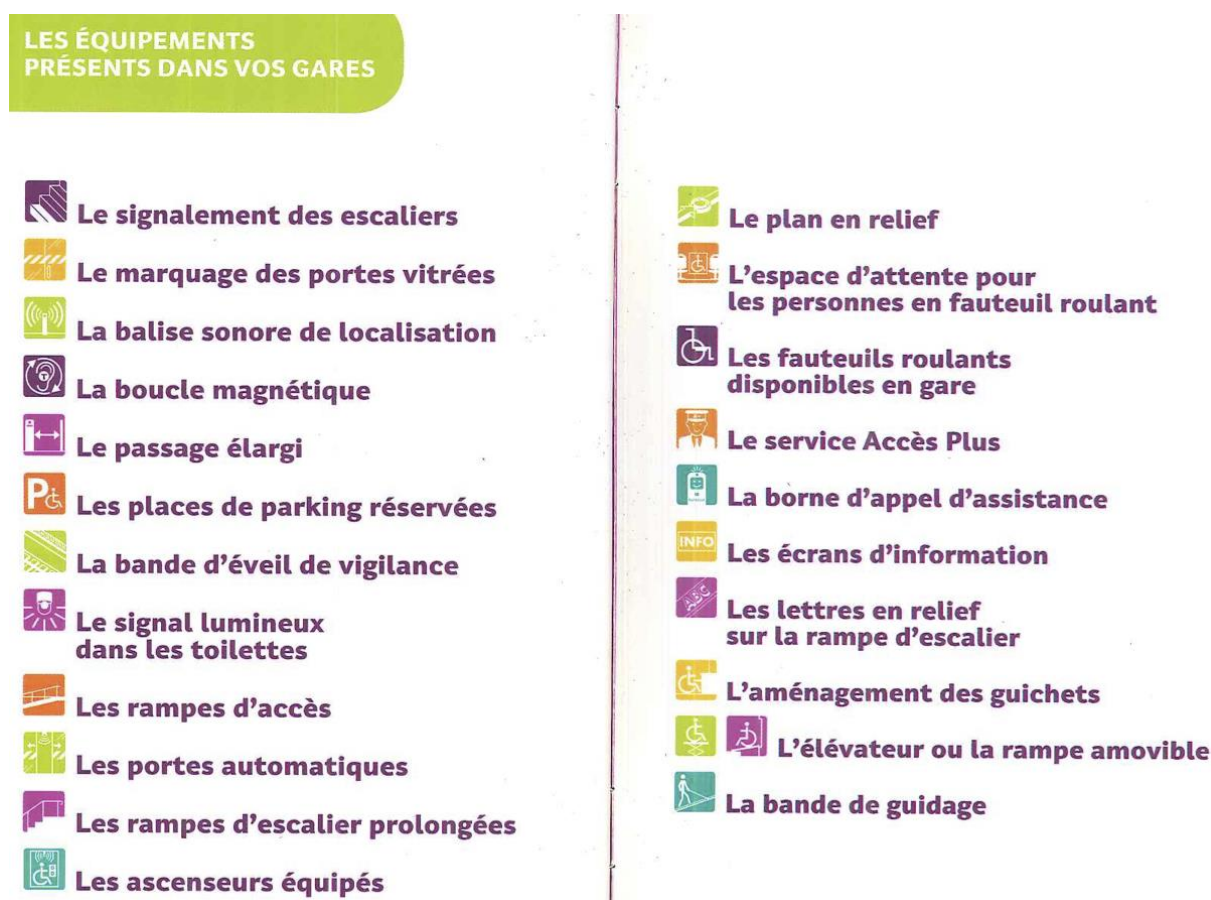 LES ÉQUIPEMENTS
PRÉSENTS DANS VOS GARES
Le signalement des escaliers
Le marquage des portes vitrées
La balise sonore de localisation
T
La boucle magnétique
Le passage élargi
P
Les places de parking réservées
La bande d'éveil de vigilance
Le signal lumineux
dans les toilettes
Les rampes d'accès
Les portes automatiques
Les rampes d'escalier prolongées
Les ascenseurs équipés
Le plan en relief
L'espace d'attente pour
les personnes en fauteuil roulant
Les fauteuils roulants
disponibles en gare
Le service Accès Plus
La borne d'appel d'assistance
INFO
Les écrans d'information
ABC
Les lettres en relief
sur la rampe d'escalier
L'aménagement des guichets
L'élévateur ou la rampe amovible
La bande de guidage